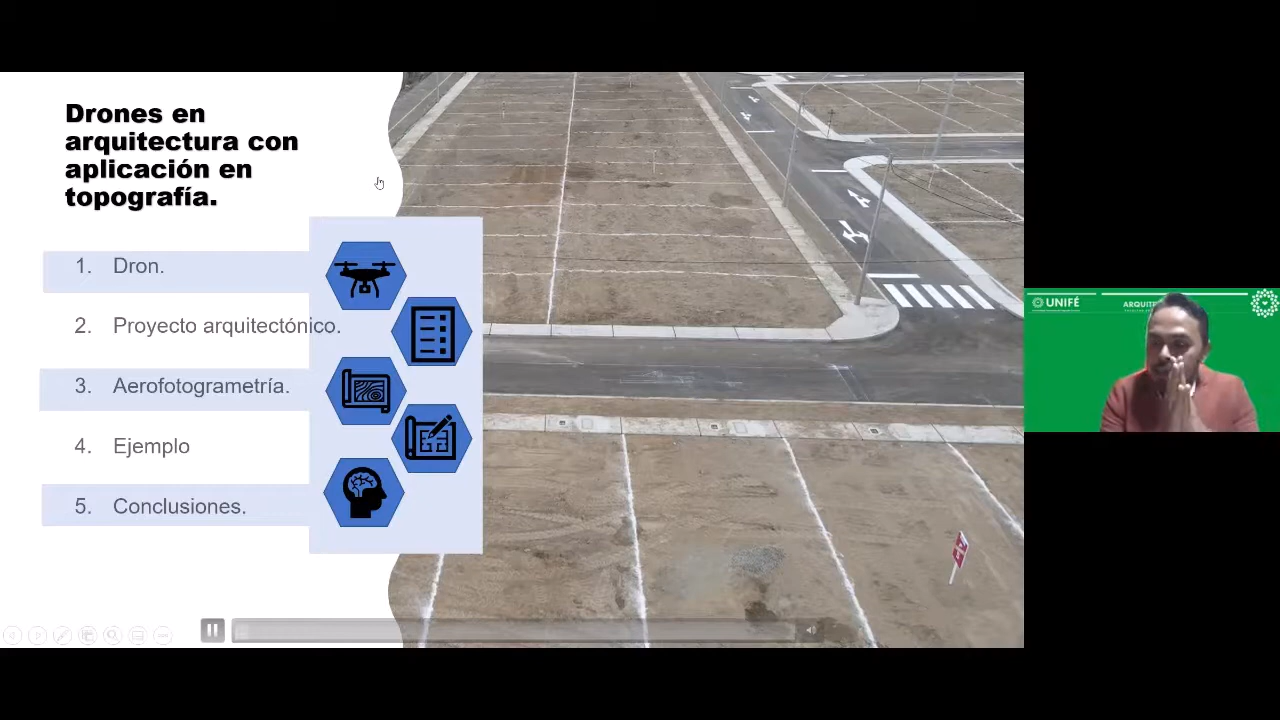 Drones en
arquitectura con
aplicación en
topografía.
1. Dron.
2. Proyecto arquitectónico.
3. Aerofotogrametría.
4. Ejemplo
5. Conclusiones.
UNIFÉ